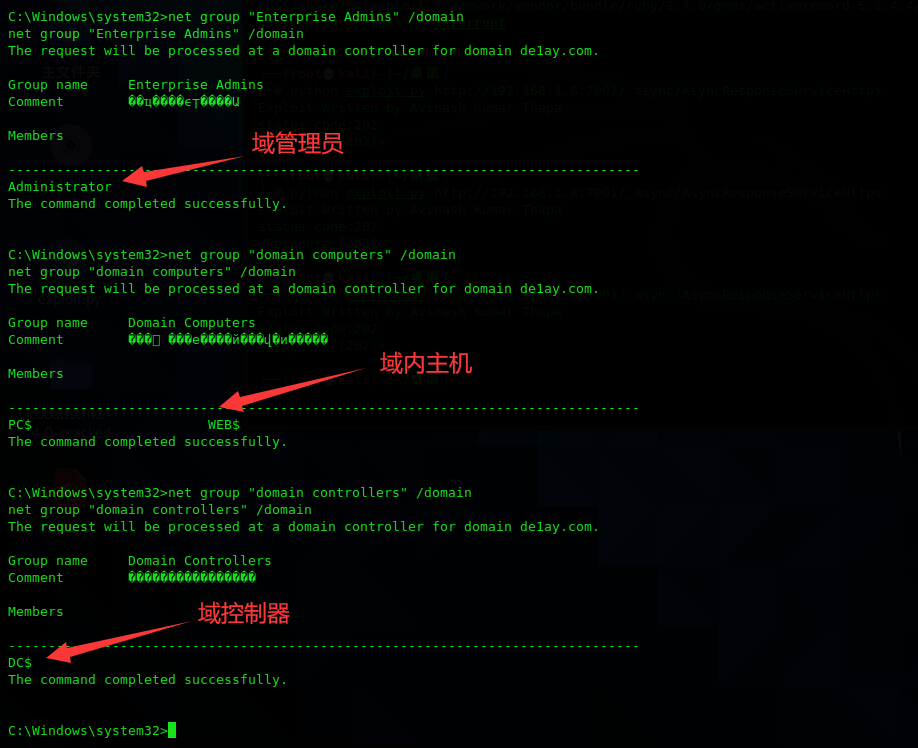 C:\Windows\system32>net group "Enterprise Admins" /domain
net group "Enterprise Admins" /domain
The request will be processed at a domain controller for domain de1ay.com.
Group name     Enterprise Admins
Comment        ��ҵ����ϵͳ����Ա
Members
域管理员
-------------------------------------------------------------------------------
Administrator
The command completed successfully.
C:\Windows\system32>net group "domain computers" /domain
net group "domain computers" /domain
The request will be processed at a domain controller for domain de1ay.com.
Group name     Domain Computers
Comment
Members
域内主机
-------------------------------------------------------------------------------
PC$                      WEB$
The command completed successfully.
C:\Windows\system32>net group "domain controllers" /domain
net group "domain controllers" /domain
The request will be processed at a domain controller for domain de1ay.com.
Group name     Domain Controllers
Comment        ����������������
Members
域控制器
-------------------------------------------------------------------------------
DC$
The command completed successfully.
C:\Windows\system32>